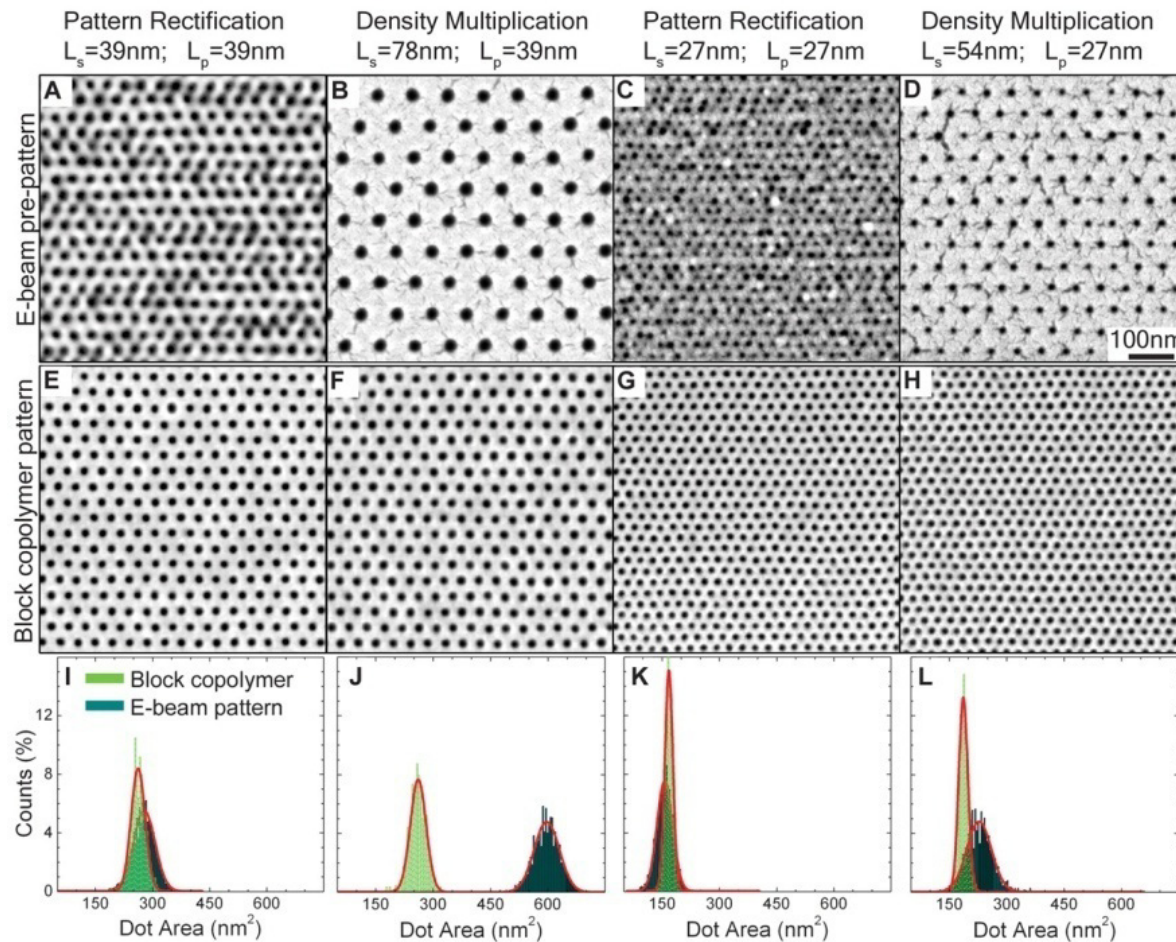 Pattern Rectification
Lₛ=39nm; Lₚ=39nm
Density Multiplication
Lₛ=78nm; Lₚ=39nm
Pattern Rectification
Lₛ=27nm; Lₚ=27nm
Density Multiplication
Lₛ=54nm; Lₚ=27nm
E-beam pre-pattern
A
B
C
D
100nm
Block copolymer pattern
E
F
G
H
Counts (%)
12
8
4
0
I
Block copolymer
E-beam pattern
J
K
L
150 300 450 600
150 300 450 600
150 300 450 600
150 300 450 600
Dot Area (nm²)
Dot Area (nm²)
Dot Area (nm²)
Dot Area (nm²)